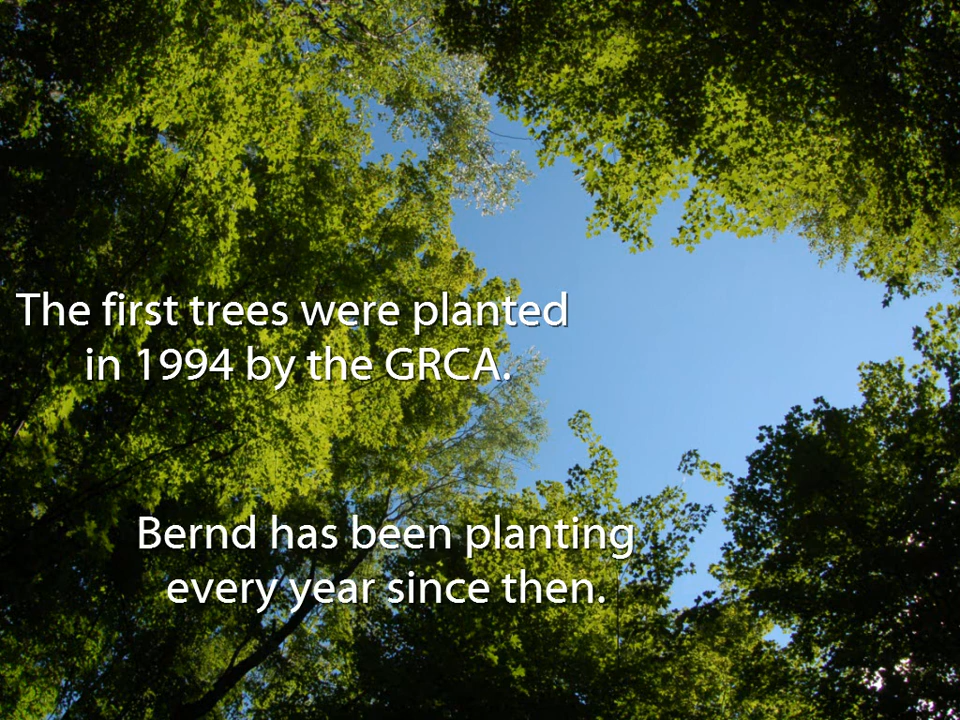 The first trees were planted
in 1994 by the GRCA.
Bernd has been planting
every year since then.